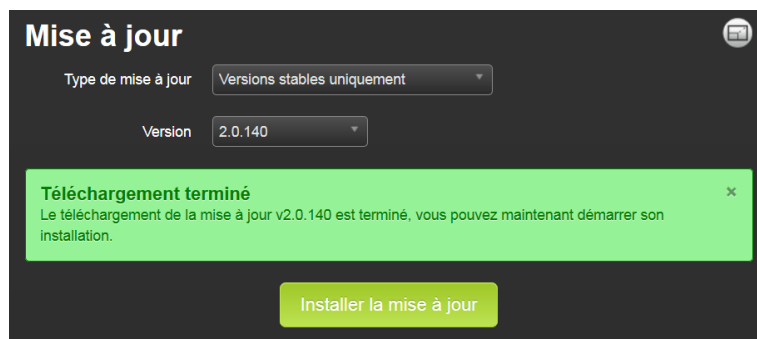 Mise à jour
Type de mise à jour Versions stables uniquement
Version 2.0.140
Téléchargement terminé
Le téléchargement de la mise à jour v2.0.140 est terminé, vous pouvez maintenant démarrer son
installation.
Installer la mise à jour